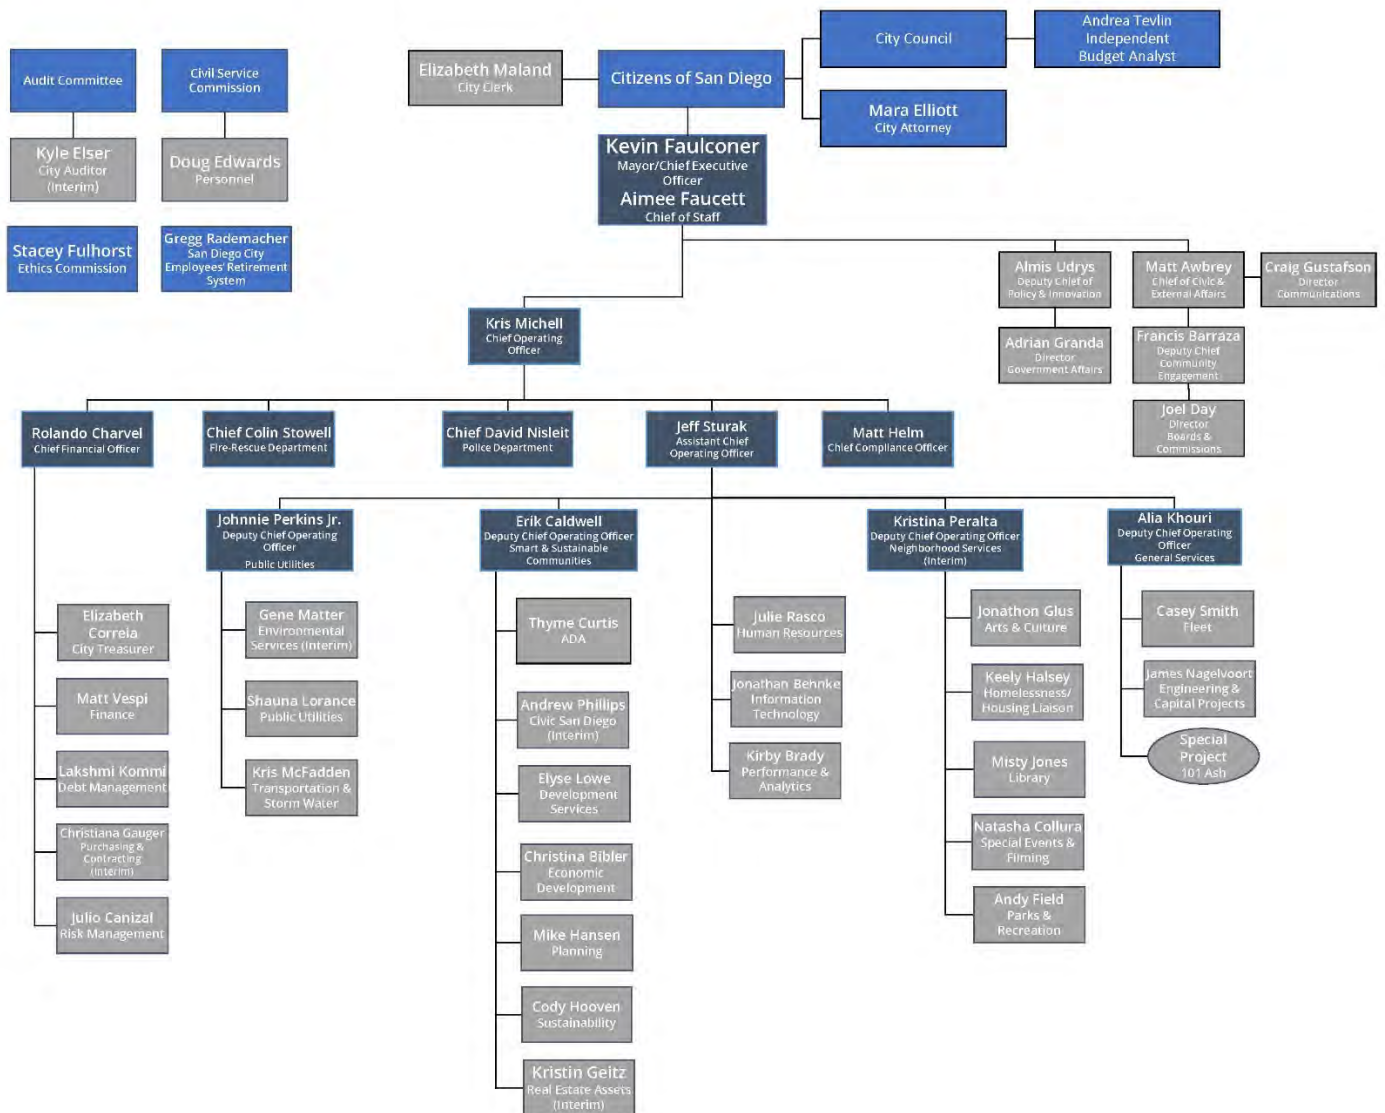 Audit Committee
Civil Service
Commission
Kyle Elser
City Auditor
(Interim)
Doug Edwards
Personnel
Stacey Fulhorst
Ethics Commission
Gregg Rademacher
San Diego City
Employees' Retirement
System
Elizabeth Maland
City Clerk
Citizens of San Diego
City Council
Andrea Tevlin
Independent
Budget Analyst
Mara Elliott
City Attorney
Kevin Faulconer
Mayor/Chief Executive
Officer
Aimee Faucett
Chief of Staff
Almis Udrys
Deputy Chief of
Policy & Innovation
Matt Awbrey
Chief of Civic &
External Affairs
Craig Gustafson
Director
Communications
Adrian Granda
Director
Government Affairs
Francis Barraza
Deputy Chief
Community
Engagement
Joel Day
Director
Boards &
Commissions
Kris Michell
Chief Operating
Officer
Rolando Charvel
Chief Financial Officer
Chief Colin Stowell
Fire-Rescue Department
Chief David Nisleit
Police Department
Jeff Sturak
Assistant Chief
Operating Officer
Matt Helm
Chief Compliance Officer
Johnnie Perkins Jr.
Deputy Chief Operating
Officer
Public Utilities
Erik Caldwell
Deputy Chief Operating Officer
Smart & Sustainable
Communities
Kristina Peralta
Deputy Chief Operating Officer
Neighborhood Services
(Interim)
Alia Khouri
Deputy Chief Operating
Officer
General Services
Elizabeth
Correia
City Treasurer
Matt Vespi
Finance
Lakshmi Kommi
Debt Management
Christiana Gauger
Purchasing &
Contracting
(Interim)
Julio Canizal
Risk Management
Gene Matter
Environmental
Services (Interim)
Shauna Lorance
Public Utilities
Kris McFadden
Transportation &
Storm Water
Thyme Curtis
ADA
Andrew Phillips
Civic San Diego
(Interim)
Elyse Lowe
Development
Services
Christina Bibler
Economic
Development
Mike Hansen
Planning
Cody Hooven
Sustainability
Kristin Geitz
Real Estate Assets
(Interim)
Julie Rasco
Human Resources
Jonathan Behnke
Information
Technology
Kirby Brady
Performance &
Analytics
Jonathon Glus
Arts & Culture
Keely Halsey
Homelessness/
Housing Liaison
Misty Jones
Library
Natasha Collura
Special Events &
Filming
Andy Field
Parks &
Recreation
Casey Smith
Fleet
James Nagelvoort
Engineering &
Capital Projects
Special
Project
101 Ash